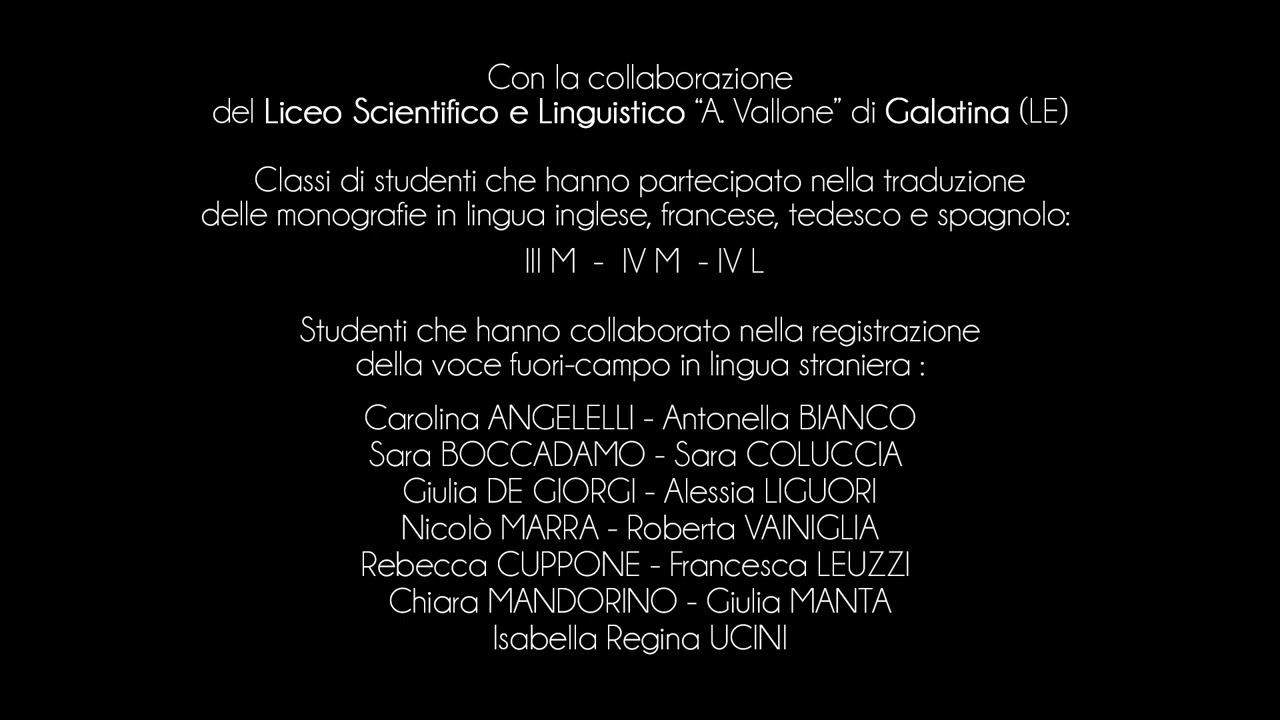 Con la collaborazione
del Liceo Scientifico e Linguistico “A. Vallone” di Galatina (LE)
Classi di studenti che hanno partecipato nella traduzione
delle monografie in lingua inglese, francese, tedesco e spagnolo:
III M - IV M - IV L
Studenti che hanno collaborato nella registrazione
della voce fuori-campo in lingua straniera :
Carolina ANGELELLI - Antonella BIANCO
Sara BOCCADAMO - Sara COLUCCIA
Giulia DE GIORGI - Alessia LIGUORI
Nicolò MARRA - Roberta VAINIGLIA
Rebecca CUPPONE - Francesca LEUZZI
Chiara MANDORINO - Giulia MANTA
Isabella Regina UCINI